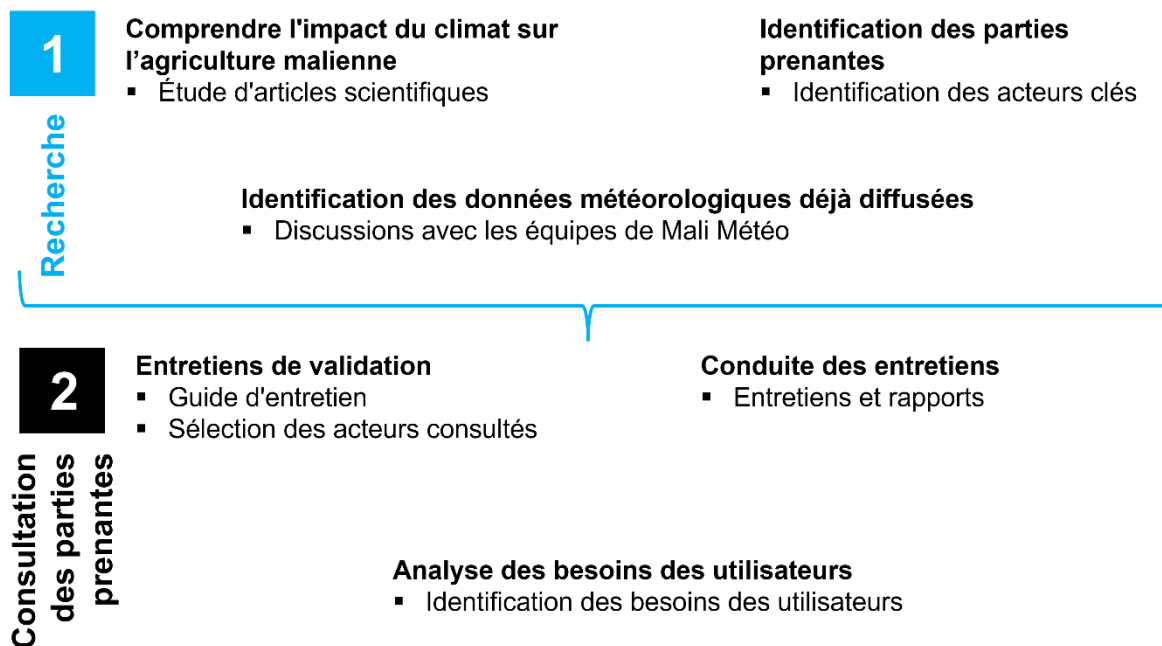 1
Recherche
Comprendre l'impact du climat sur
l’agriculture malienne
▪ Étude d'articles scientifiques
Identification des parties
prenantes
▪ Identification des acteurs clés
Identification des données météorologiques déjà diffusées
▪ Discussions avec les équipes de Mali Météo
2
Consultation
des parties
prenantes
Entretiens de validation
▪ Guide d'entretien
▪ Sélection des acteurs consultés
Conduite des entretiens
▪ Entretiens et rapports
Analyse des besoins des utilisateurs
▪ Identification des besoins des utilisateurs